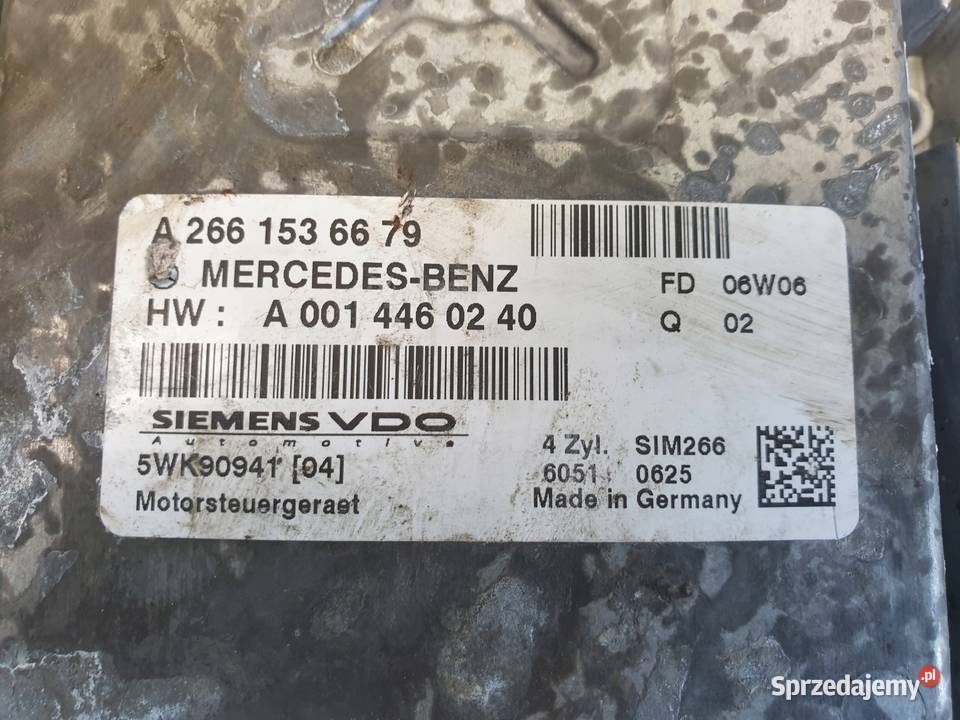 A 266 153 66 79
MERCEDES-BENZ
FD 06W06
HW : A 001 446 02 40
Q 02
SIEMENS VDO
Automotive
4 Zyl. SIM266
5WK90941 [04]
6051 0625
Motorsteuergeraet
Made in Germany
Sprzedajemy.pl